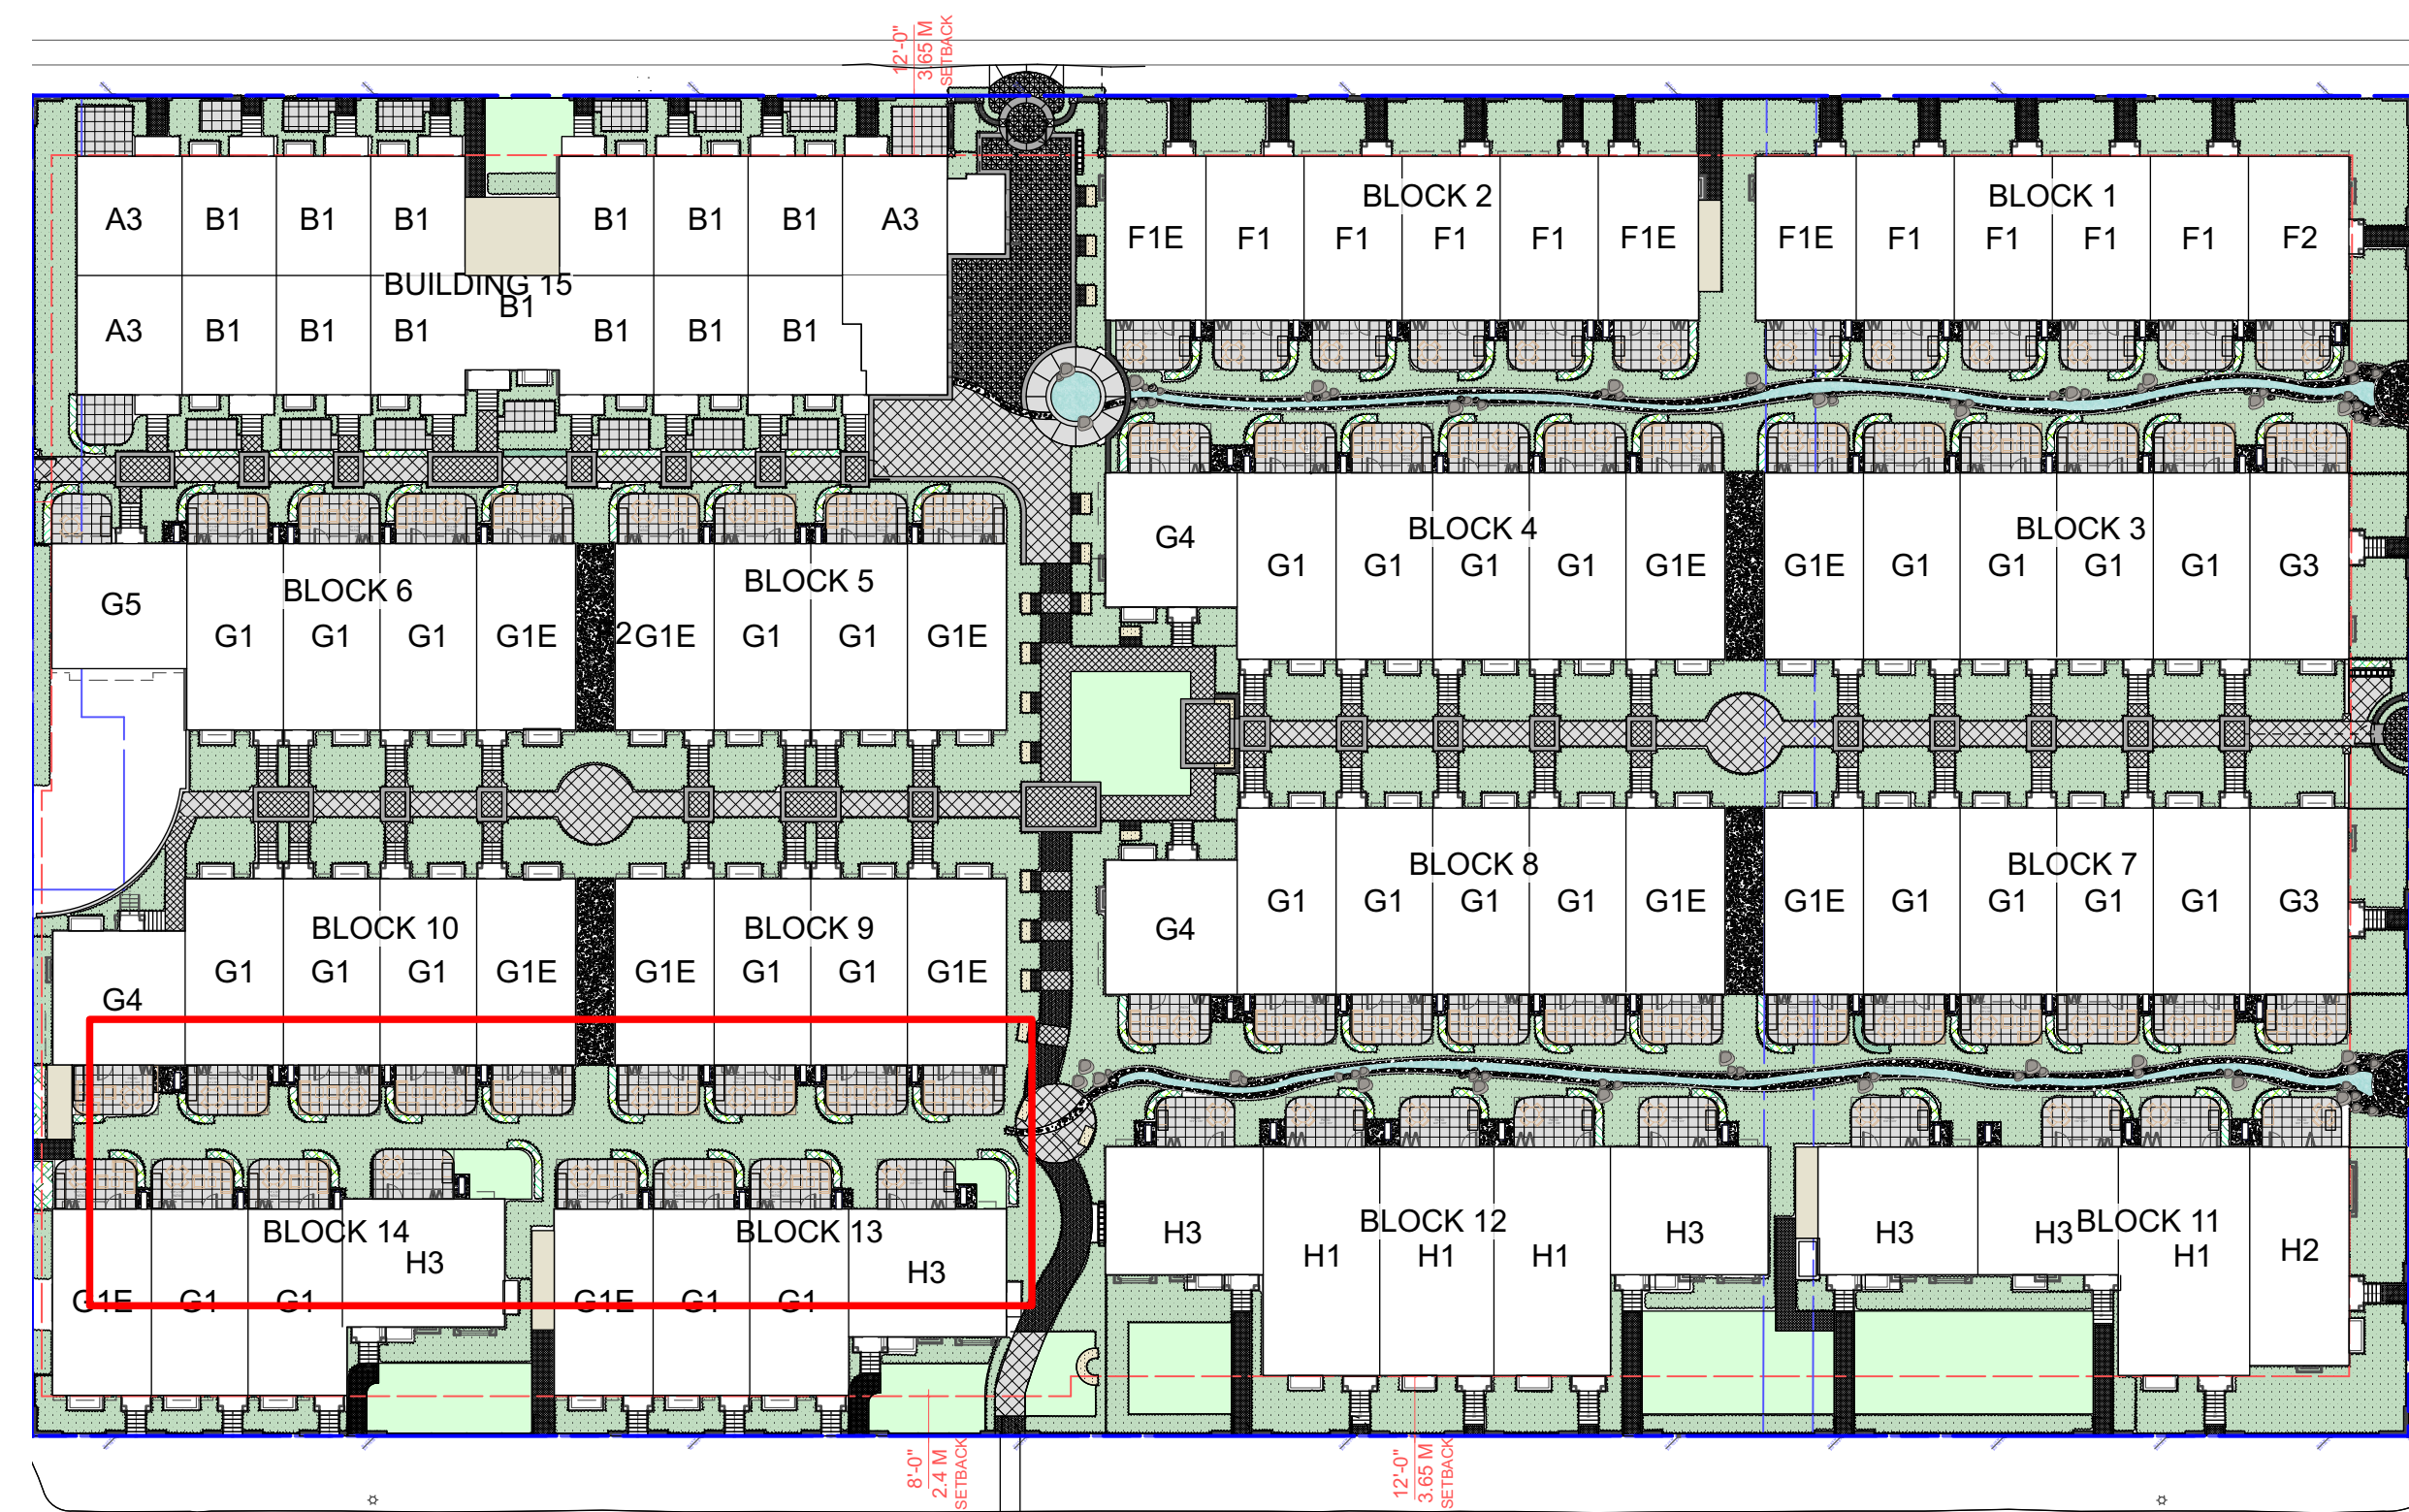 12'-0"
3.65 M
SETBACK
BLOCK 2
BLOCK 1
A3 B1 B1 B1 B1 B1 B1 A3
F1E F1 F1 F1 F1 F1E
F1E F1 F1 F1 F1 F2
BUILDING 15
B1
A3 B1 B1 B1 B1 B1 B1
BLOCK 4
BLOCK 3
G4 G1 G1 G1 G1 G1E
G1E G1 G1 G1 G1 G3
BLOCK 6
BLOCK 5
G5 G1 G1 G1 G1E
2 G1E G1 G1 G1E
BLOCK 8
BLOCK 7
G4 G1 G1 G1 G1 G1E
G1E G1 G1 G1 G1 G3
BLOCK 10
BLOCK 9
G4 G1 G1 G1 G1E
G1E G1 G1 G1E
BLOCK 14
BLOCK 13
G1E G1 G1 H3
G1E G1 G1 H3
BLOCK 12
BLOCK 11
H3 H1 H1 H1 H3
H3 H3 H1 H2
8'-0"
2.4 M
SETBACK
12'-0"
3.65 M
SETBACK